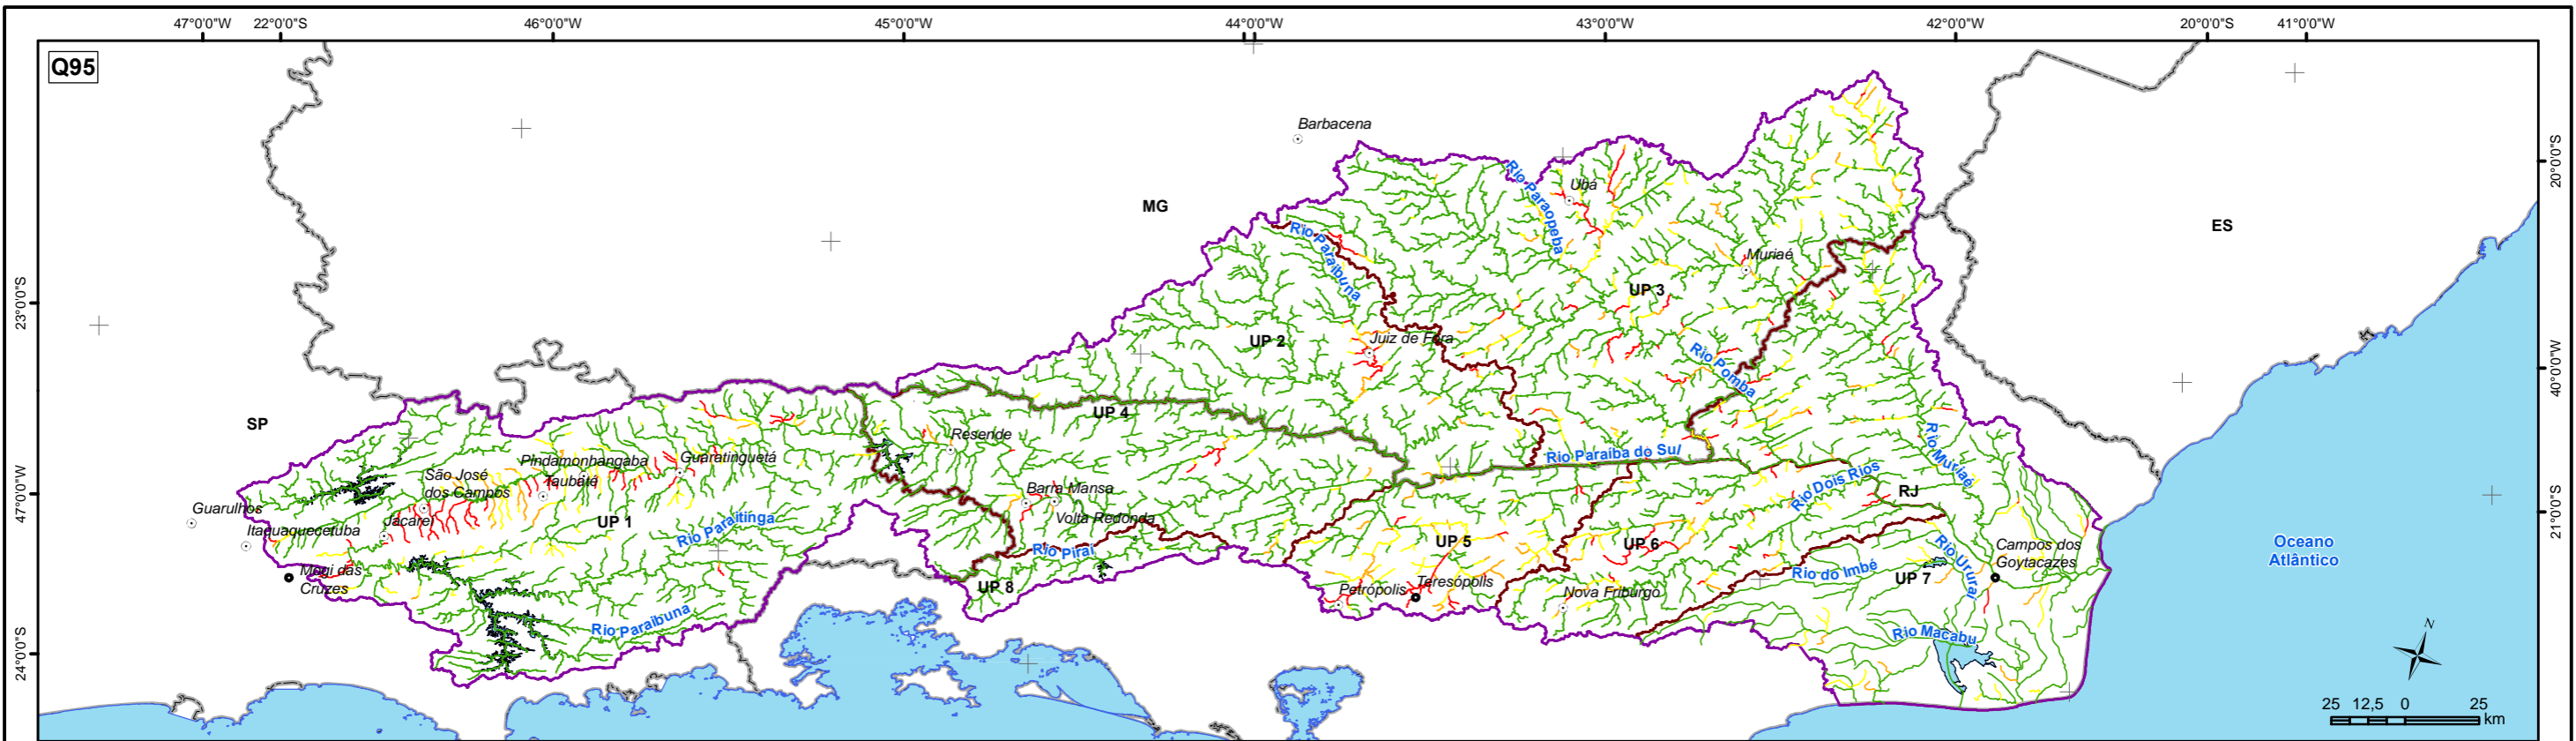 47°0'0"W
22°0'0"S
46°0'0"W
45°0'0"W
44°0'0"W
43°0'0"W
42°0'0"W
20°0'0"S
41°0'0"W
Q95
Barbacena
MG
ES
Ubá
Rio Paraopeba
Rio Paraibuna
Muriaé
UP 3
UP 2
Juiz de Fora
Rio Pomba
23°0'0"S
20°0'0"S
40°0'0"W
SP
UP 4
Resende
Rio Paraíba do Sul
Rio Muriaé
Pindamonhangaba
Guaratinguetá
São José
dos Campos
Taubaté
47°0'0"W
Guarulhos
Itaquaquecetuba
Jacareí
UP 1
Rio Paraitinga
Barra Mansa
Volta Redonda
Rio Piraí
Rio Dois Rios
RJ
21°0'0"S
UP 5
UP 6
Mogi das
Cruzes
UP 8
Petrópolis
Teresópolis
Nova Friburgo
Rio do Imbé
UP 7
Rio Ururaí
Campos dos
Goytacazes
Oceano
Atlântico
Rio Paraibuna
Rio Macabu
24°0'0"S
N
25 12,5 0 25
km